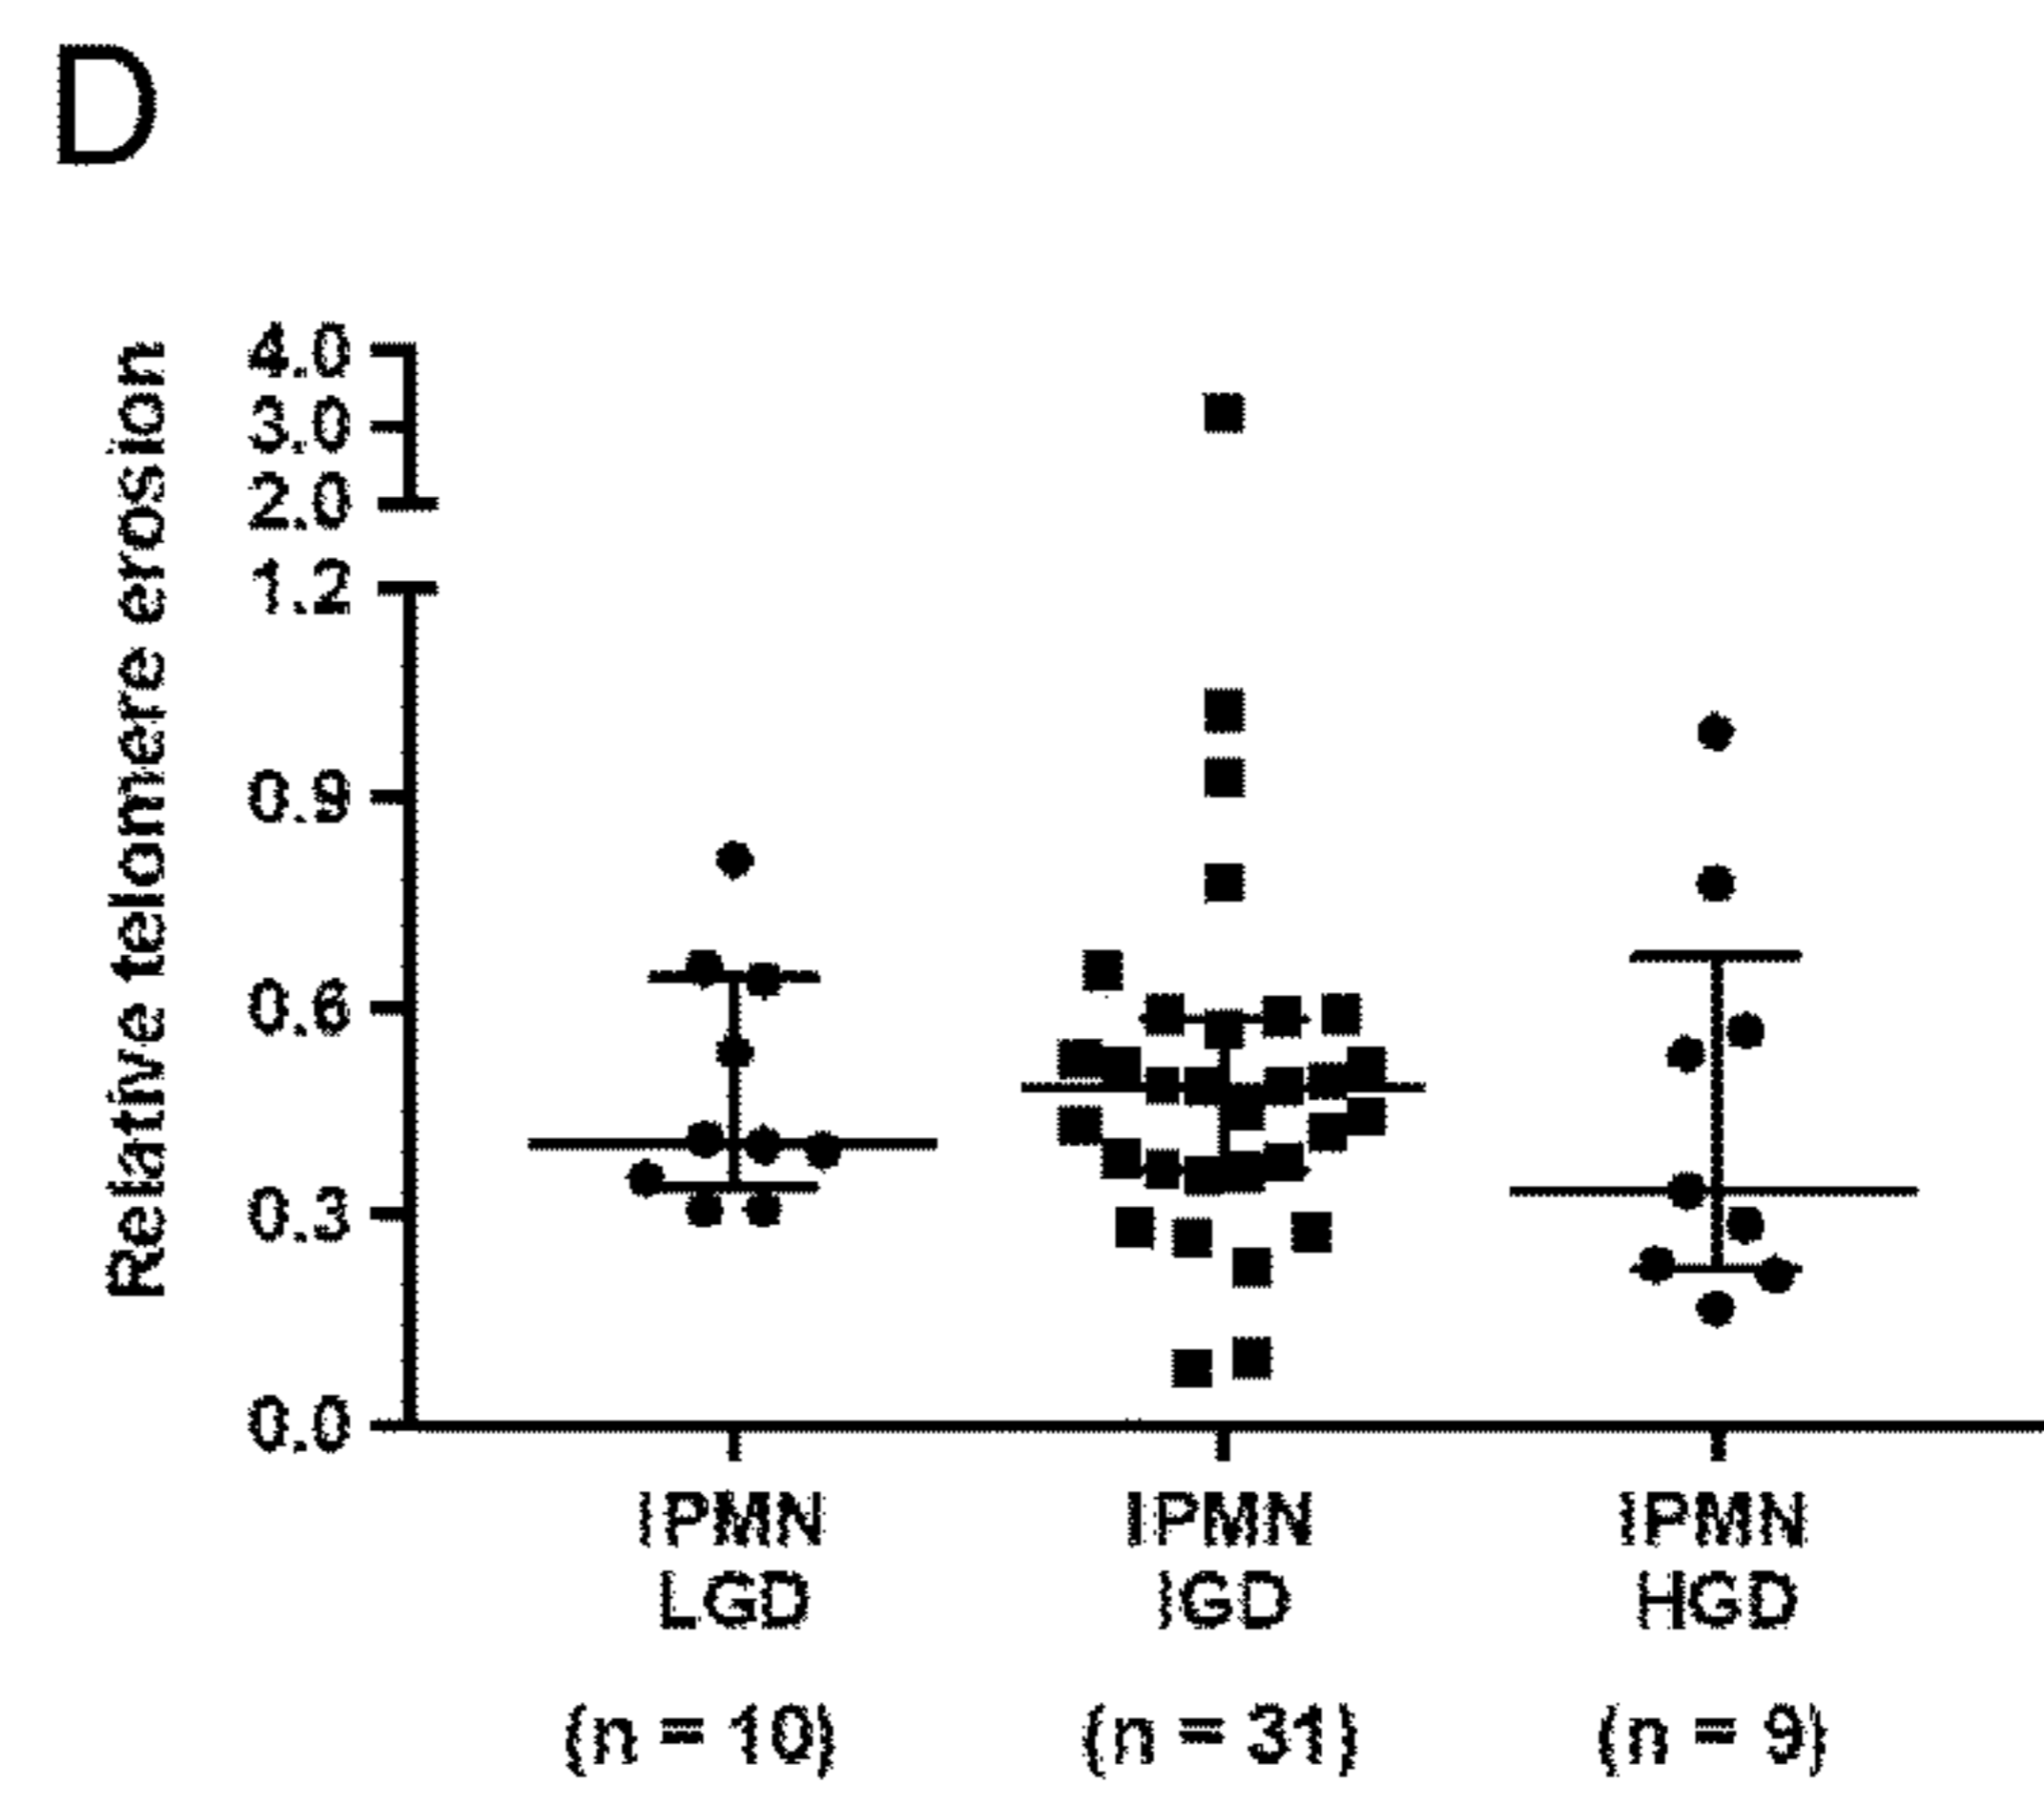 D
Relative telomere erosion
4.0
3.0
2.0
1.2
0.9
0.6
0.3
0.0
IPMN IPMN IPMN
LGD IGD HGD
(n = 10) (n = 31) (n = 9)